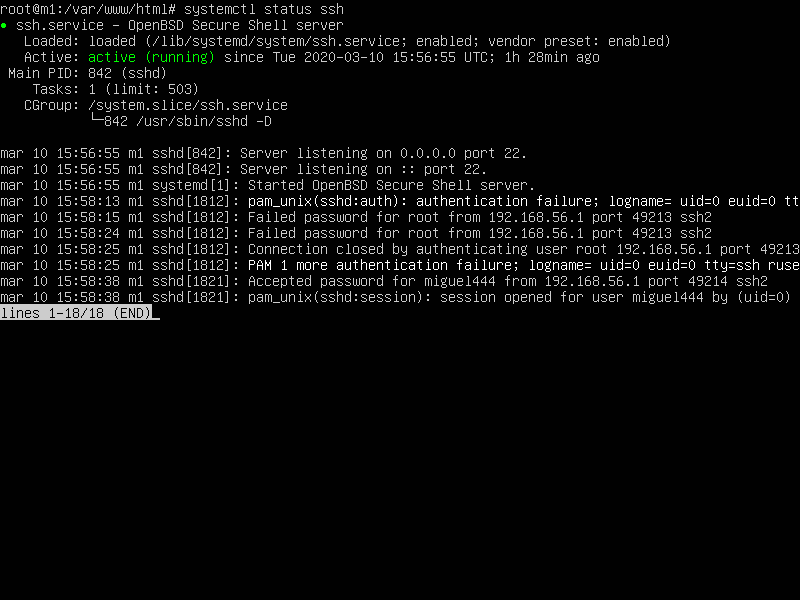 root@m1:/var/www/html# systemctl status ssh
● ssh.service - OpenBSD Secure Shell server
   Loaded: loaded (/lib/systemd/system/ssh.service; enabled; vendor preset: enabled)
   Active: active (running) since Tue 2020-03-10 15:56:55 UTC; 1h 28min ago
 Main PID: 842 (sshd)
    Tasks: 1 (limit: 503)
   CGroup: /system.slice/ssh.service
           └─842 /usr/sbin/sshd -D

mar 10 15:56:55 m1 sshd[842]: Server listening on 0.0.0.0 port 22.
mar 10 15:56:55 m1 sshd[842]: Server listening on :: port 22.
mar 10 15:56:55 m1 systemd[1]: Started OpenBSD Secure Shell server.
mar 10 15:58:13 m1 sshd[1812]: pam_unix(sshd:auth): authentication failure; logname= uid=0 euid=0 tt
mar 10 15:58:15 m1 sshd[1812]: Failed password for root from 192.168.56.1 port 49213 ssh2
mar 10 15:58:24 m1 sshd[1812]: Failed password for root from 192.168.56.1 port 49213 ssh2
mar 10 15:58:25 m1 sshd[1812]: Connection closed by authenticating user root 192.168.56.1 port 49213
mar 10 15:58:25 m1 sshd[1812]: PAM 1 more authentication failure; logname= uid=0 euid=0 tty=ssh ruse
mar 10 15:58:38 m1 sshd[1821]: Accepted password for miguel444 from 192.168.56.1 port 49214 ssh2
mar 10 15:58:38 m1 sshd[1821]: pam_unix(sshd:session): session opened for user miguel444 by (uid=0)
lines 1-18/18 (END)